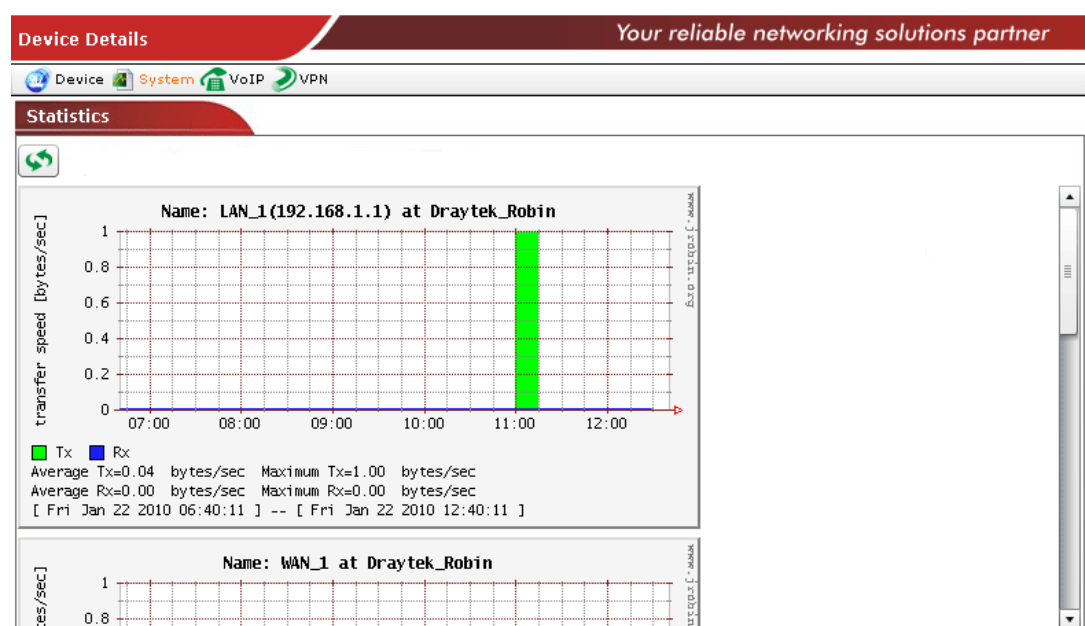 Device Details
Your reliable networking solutions partner
Device System VoIP VPN
Statistics
Name: LAN_1(192.168.1.1) at Draytek_Robin
www.jrobin.org
transfer speed [bytes/sec]
1
0.8
0.6
0.4
0.2
0
07:00 08:00 09:00 10:00 11:00 12:00
Tx Rx
Average Tx=0.04 bytes/sec Maximum Tx=1.00 bytes/sec
Average Rx=0.00 bytes/sec Maximum Rx=0.00 bytes/sec
[ Fri Jan 22 2010 06:40:11 ] -- [ Fri Jan 22 2010 12:40:11 ]
Name: WAN_1 at Draytek_Robin
www.jrobin
tes/sec]
1
0.8